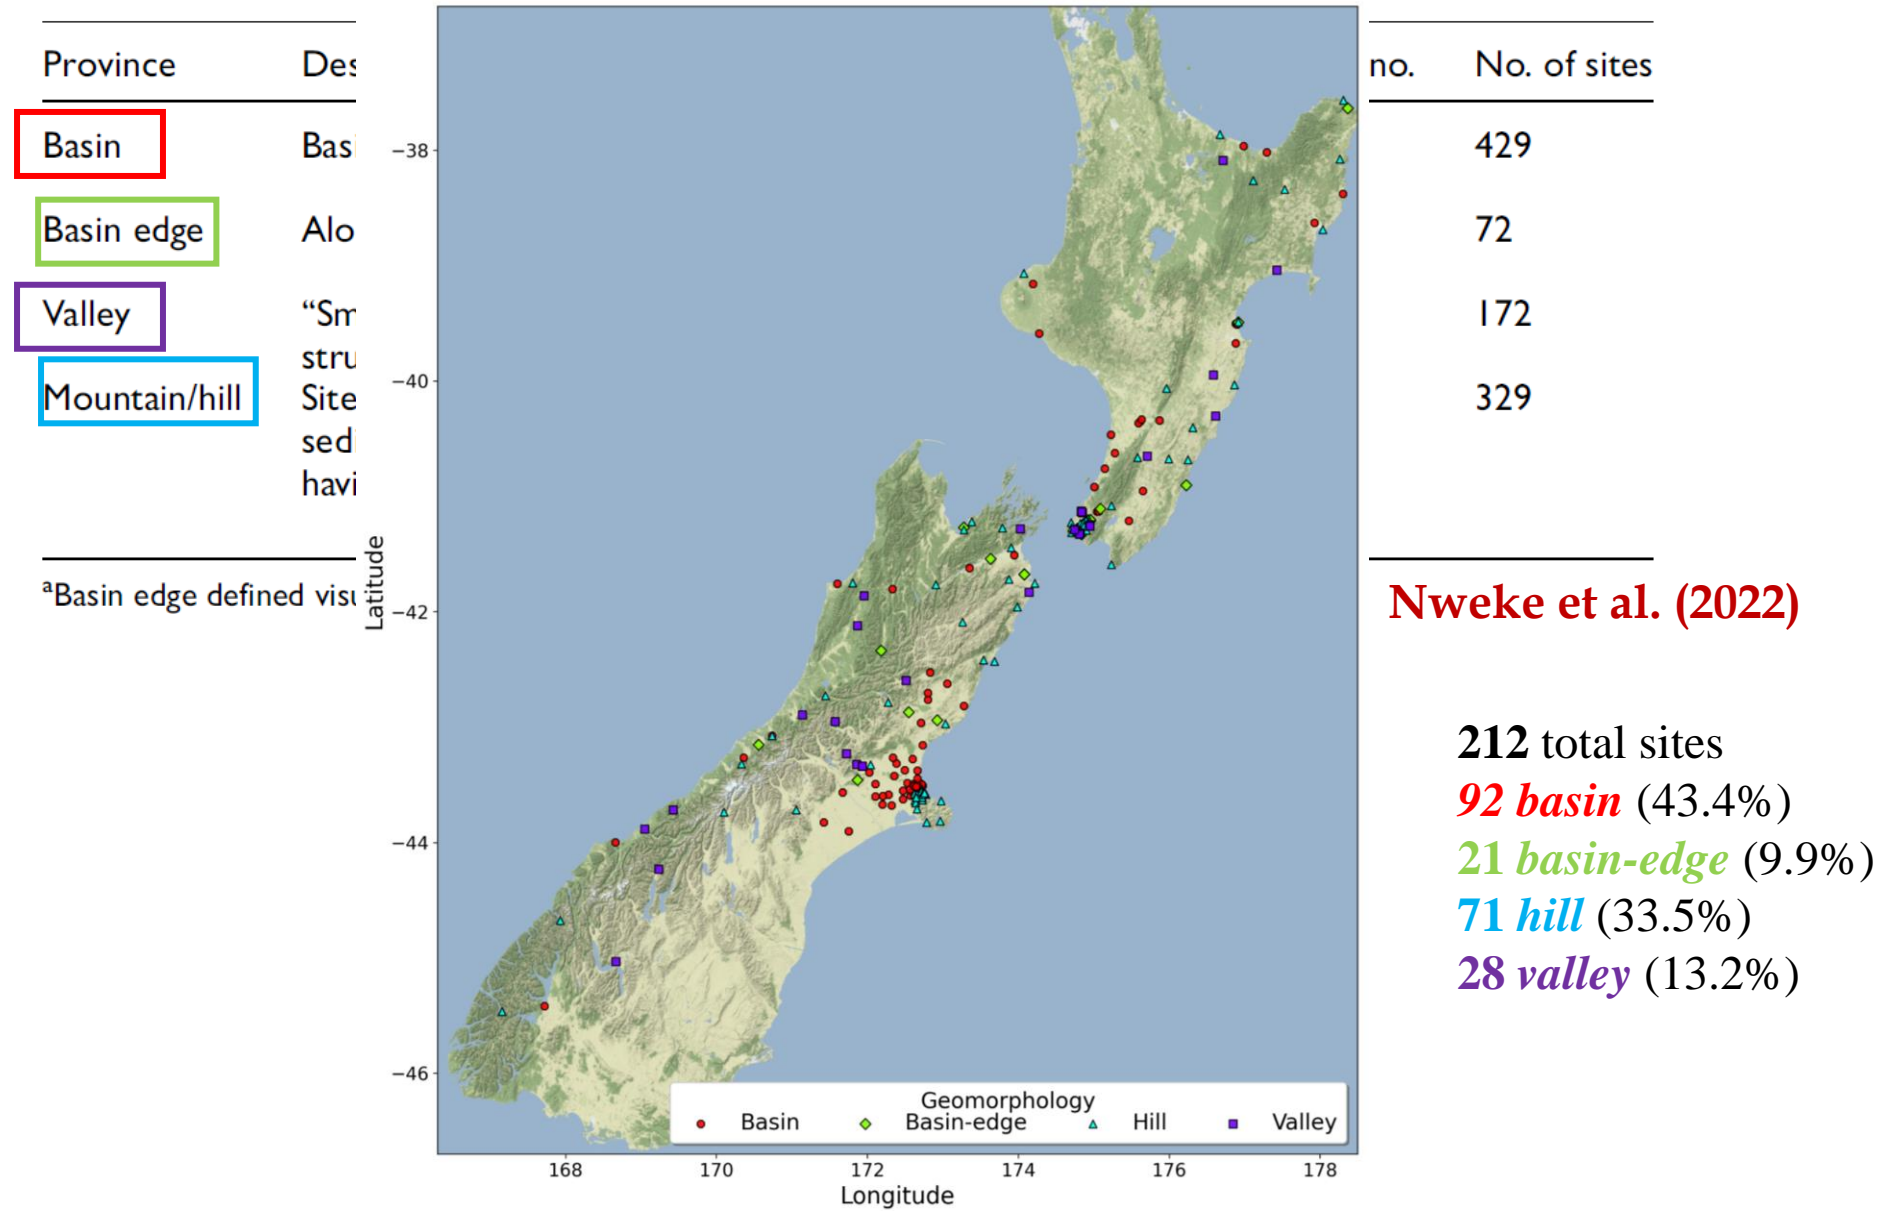 Province Des no. No. of sites
Basin Basi 429
Basin edge Alo 72
Valley “Sm 172
stru
Mountain/hill Site 329
sedi
havi
ᵃBasin edge defined visu
Nweke et al. (2022)
212 total sites
92 basin (43.4%)
21 basin-edge (9.9%)
71 hill (33.5%)
28 valley (13.2%)
Latitude
−38
−40
−42
−44
−46
Geomorphology
Basin Basin-edge Hill Valley
168 170 172 174 176 178
Longitude